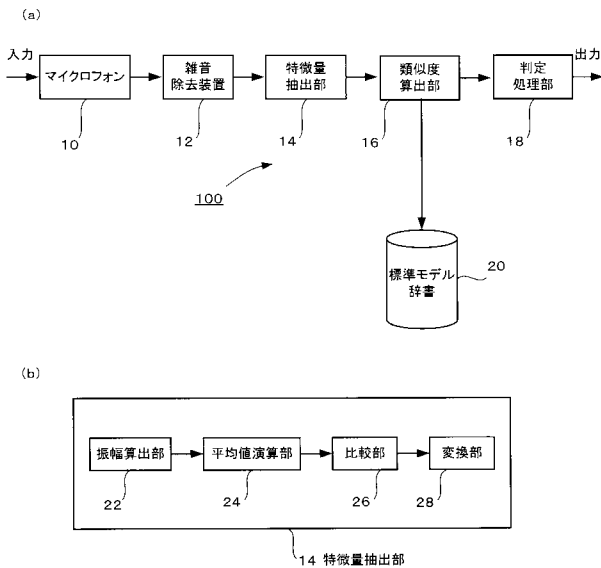 (a)
入力
マイクロフォン
雑音
除去装置
特微量
抽出部
類似度
算出部
判定
処理部
出力
10
12
14
16
18
100
標準モデル
辞書
20
(b)
振幅算出部
平均値演算部
比較部
変換部
22
24
26
28
14 特微量抽出部